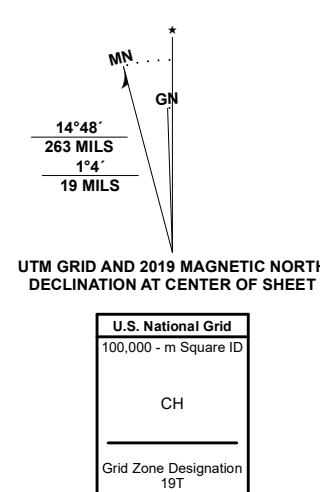 ★
MN
GN
14°48´
263 MILS
1°4´
19 MILS
UTM GRID AND 2019 MAGNETIC NORTH
DECLINATION AT CENTER OF SHEET
U.S. National Grid
100,000 - m Square ID
CH
Grid Zone Designation
19T